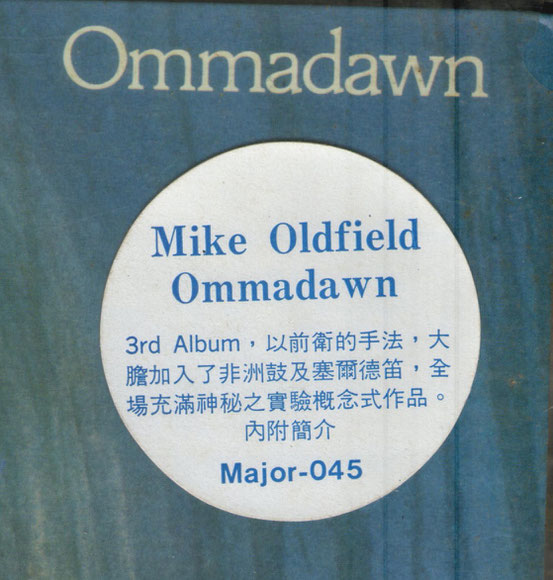 Ommadawn
Mike Oldfield
Ommadawn
3rd Album，以前衛的手法，大
膽加入了非洲鼓及塞爾德笛，全
場充滿神秘之實驗概念式作品。
內附簡介
Major-045